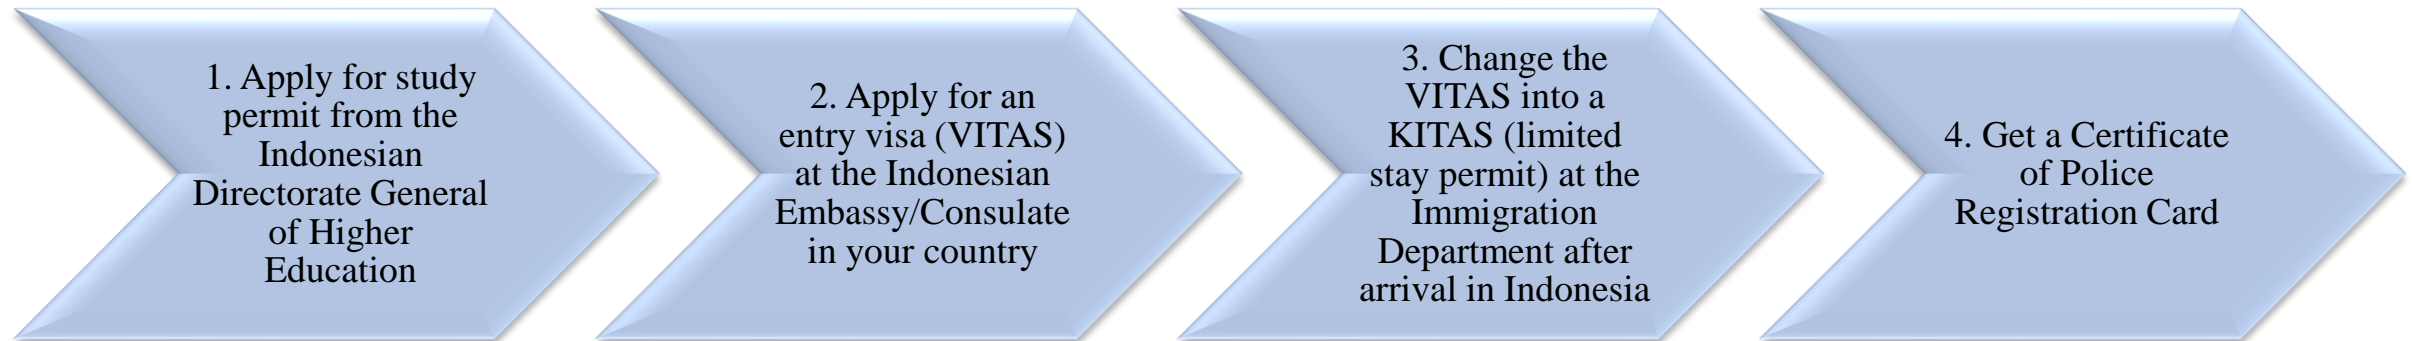 1. Apply for study
permit from the
Indonesian
Directorate General
of Higher
Education
2. Apply for an
entry visa (VITAS)
at the Indonesian
Embassy/Consulate
in your country
3. Change the
VITAS into a
KITAS (limited
stay permit) at the
Immigration
Department after
arrival in Indonesia
4. Get a Certificate
of Police
Registration Card